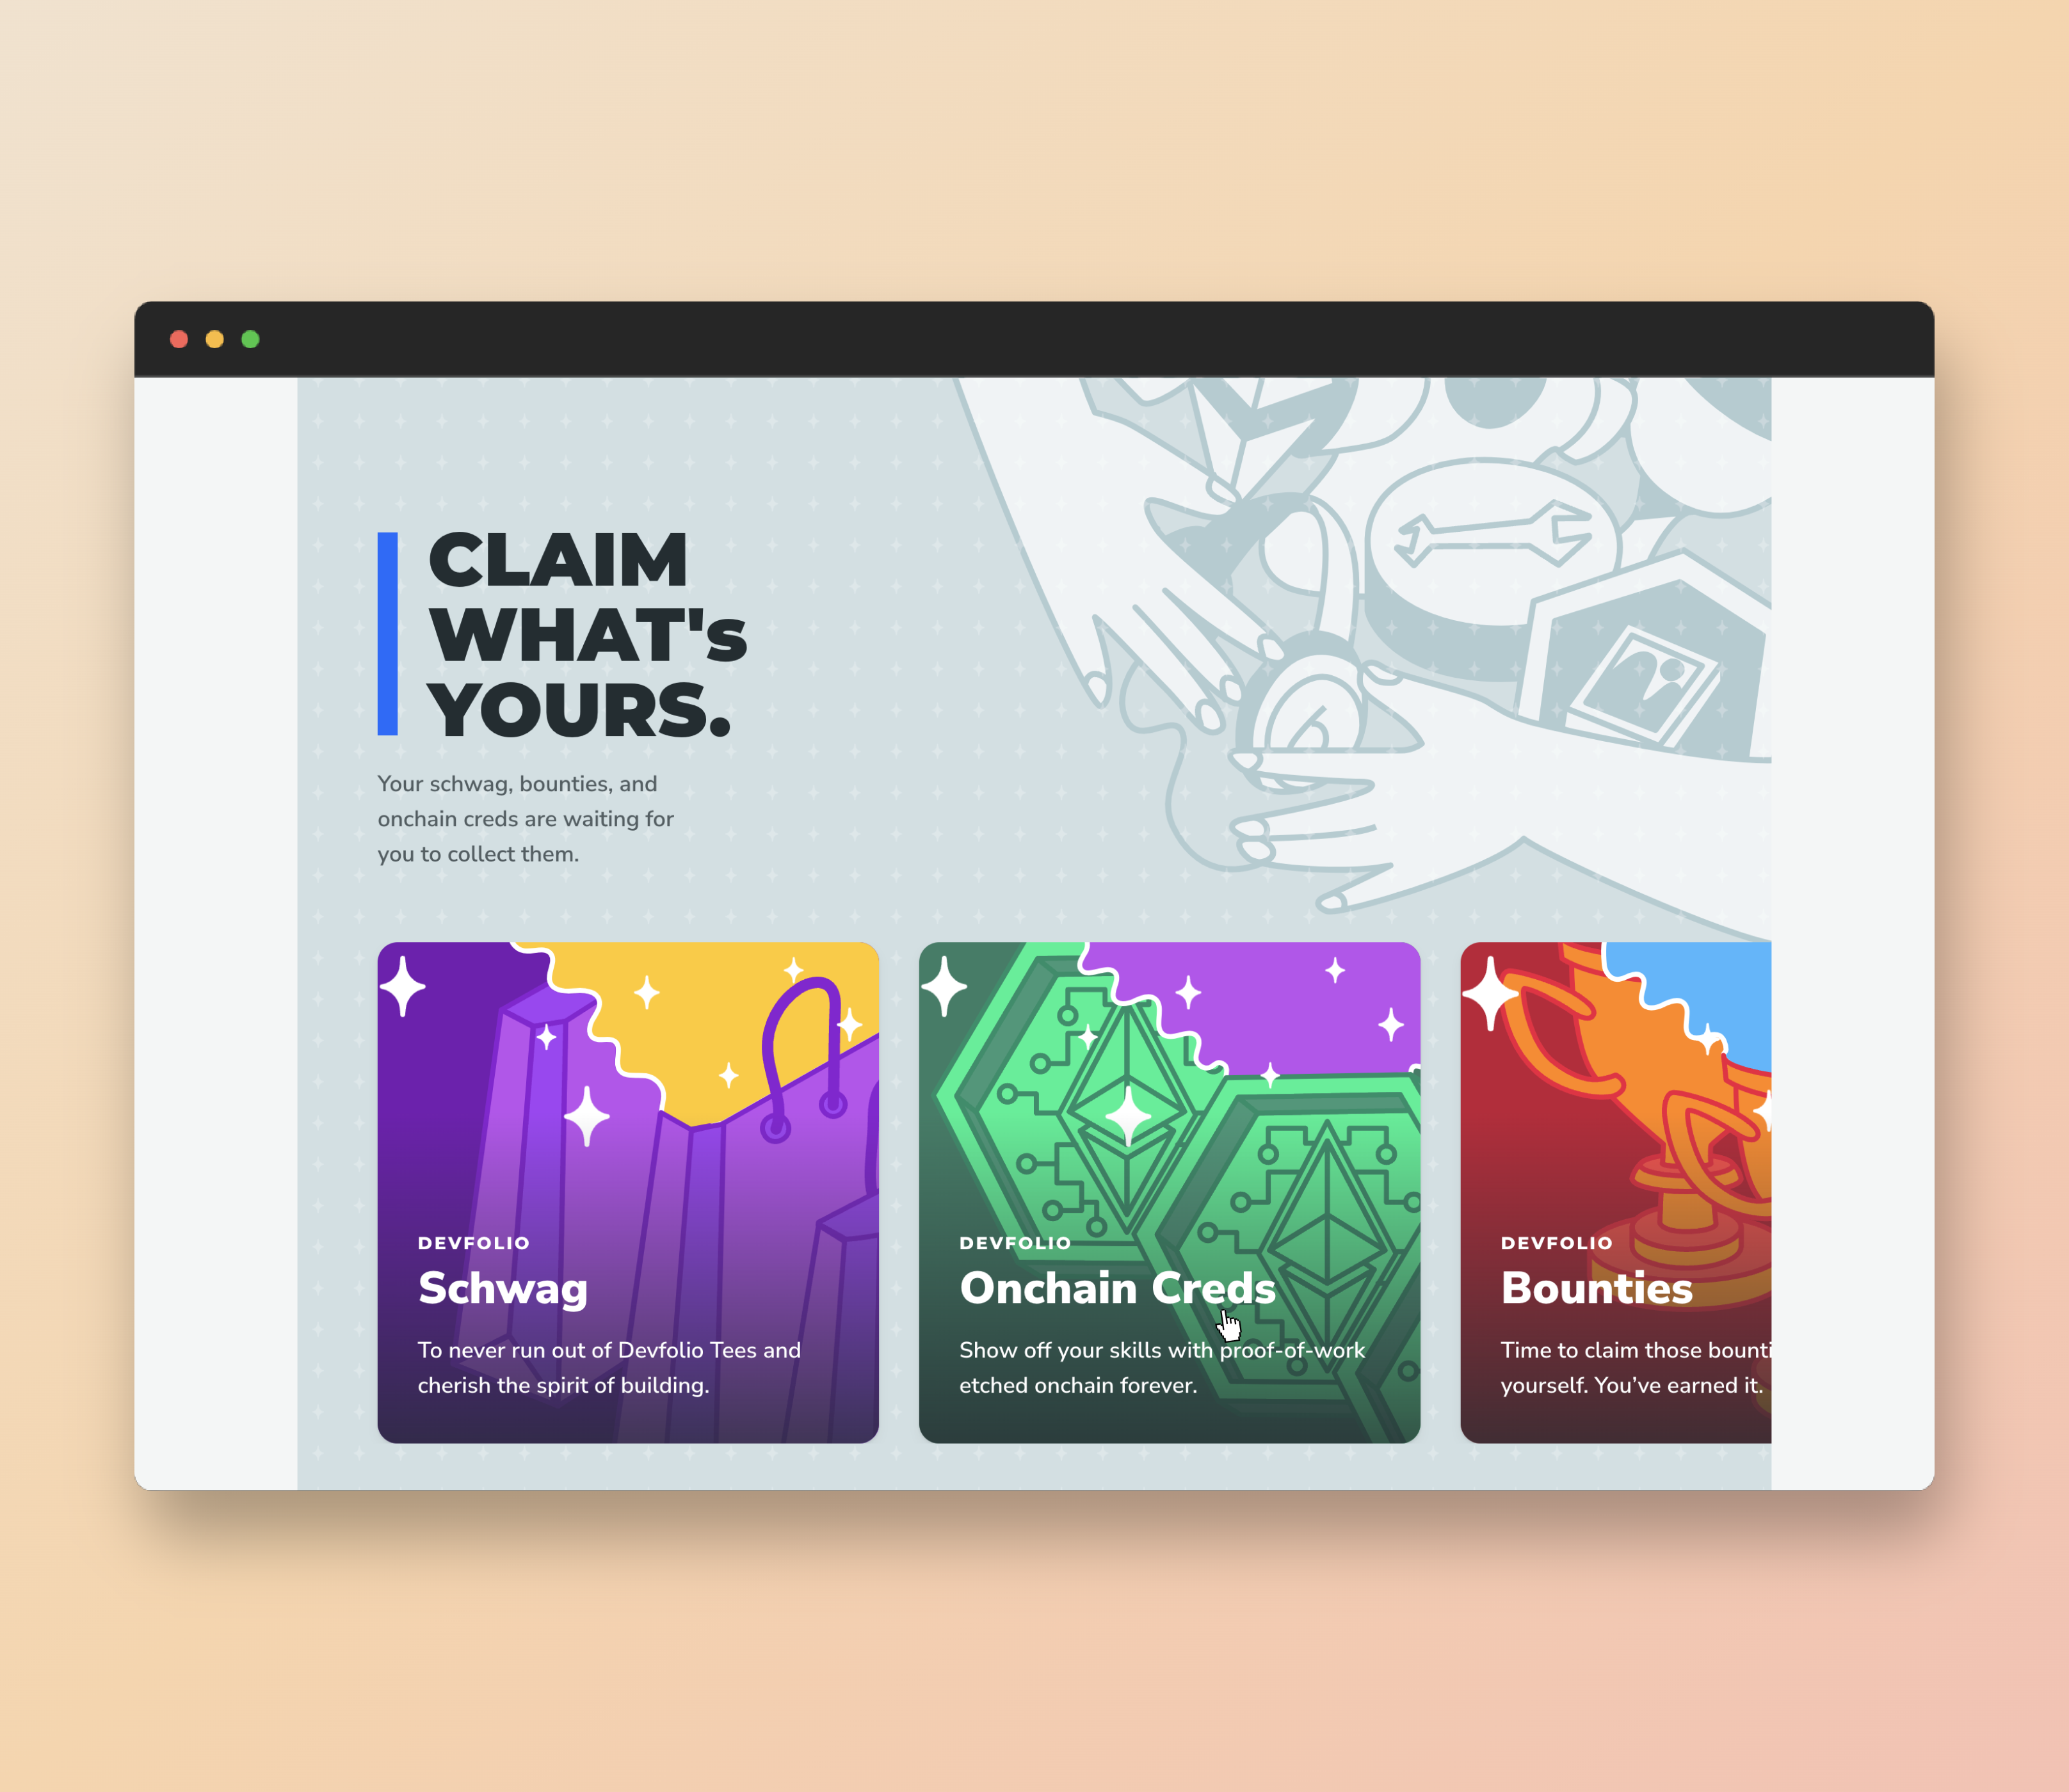 CLAIM
WHAT's
YOURS.
Your schwag, bounties, and
onchain creds are waiting for
you to collect them.
DEVFOLIO
Schwag
To never run out of Devfolio Tees and
cherish the spirit of building.
DEVFOLIO
Onchain Creds
Show off your skills with proof-of-work
etched onchain forever.
DEVFOLIO
Bounties
Time to claim those
yourself. You’ve earned it.